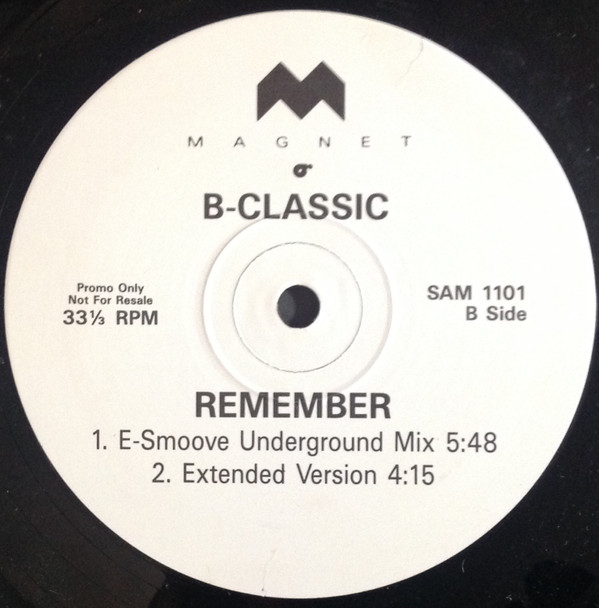 MAGNET
B-CLASSIC
Promo Only
Not For Resale
33⅓ RPM
SAM 1101
B Side
REMEMBER
1. E-Smoove Underground Mix 5:48
2. Extended Version 4:15